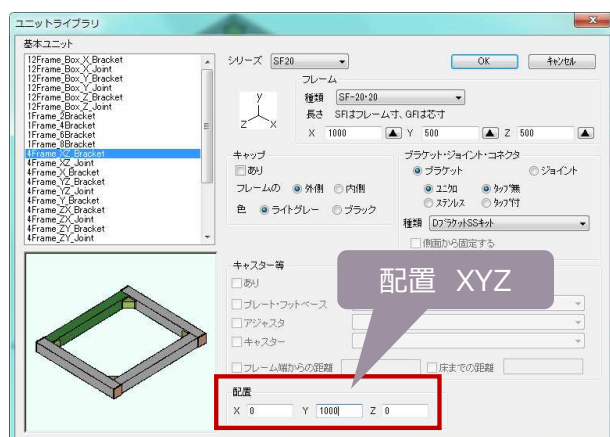 ユニットライブラリ
基本ユニット
12Frame_Box_X_Bracket
12Frame_Box_X_Joint
12Frame_Box_Y_Bracket
12Frame_Box_Y_Joint
12Frame_Box_Z_Bracket
12Frame_Box_Z_Joint
1Frame_2Bracket
1Frame_4Bracket
1Frame_6Bracket
1Frame_8Bracket
4Frame_XZ_Bracket
4Frame_XZ_Joint
4Frame_X_Bracket
4Frame_YZ_Bracket
4Frame_YZ_Joint
4Frame_Y_Bracket
4Frame_ZX_Bracket
4Frame_ZX_Joint
4Frame_ZY_Bracket
4Frame_ZY_Joint
シリーズ SF20
OK キャンセル
フレーム
y
z x
種類 SF-20・20
長さ SFはフレーム寸、GFは芯寸
X 1000 Y 500 Z 500
キャップ
あり
フレームの 外側 内側
色 ライトグレー ブラック
ブラケット・ジョイント・コネクタ
ブラケット ジョイント
ユニクロ タップ無
ステンレス タップ付
種類 DブラケットSSキット
側面から固定する
キャスター等
あり
プレート・フットベース
アジャスタ
キャスター
フレーム端からの距離 床までの距離
配置 XYZ
配置
X 0 Y 1000 Z 0